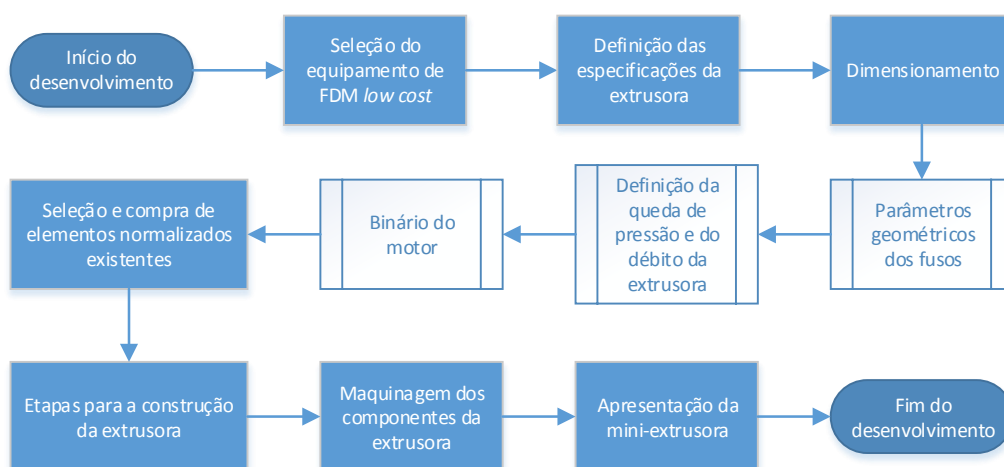 Início do
desenvolvimento
Seleção do
equipamento de
FDM low cost
Definição das
especificações da
extrusora
Dimensionamento
Parâmetros
geométricos
dos fusos
Definição da
queda de
pressão e do
débito da
extrusora
Binário do
motor
Seleção e compra de
elementos normalizados
existentes
Etapas para a construção
da extrusora
Maquinagem dos
componentes da
extrusora
Apresentação da
mini-extrusora
Fim do
desenvolvimento